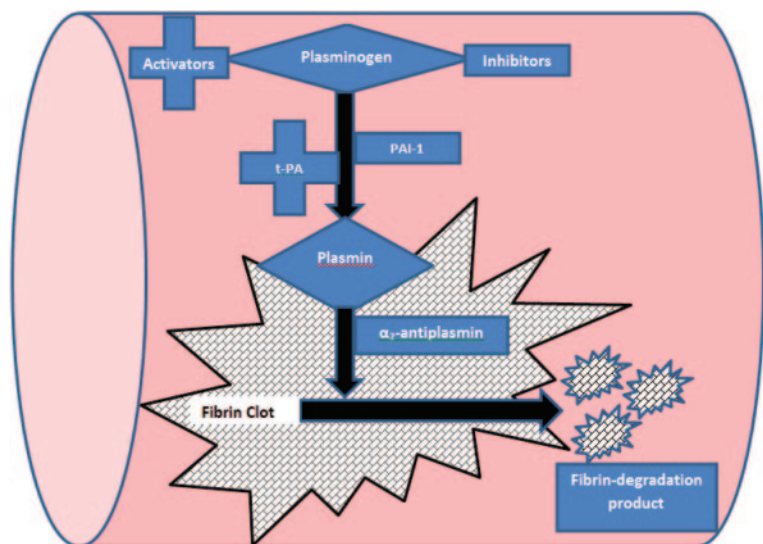 Activators
Plasminogen
Inhibitors
t-PA
PAI-1
Plasmin
α₂-antiplasmin
Fibrin Clot
Fibrin-degradation
product